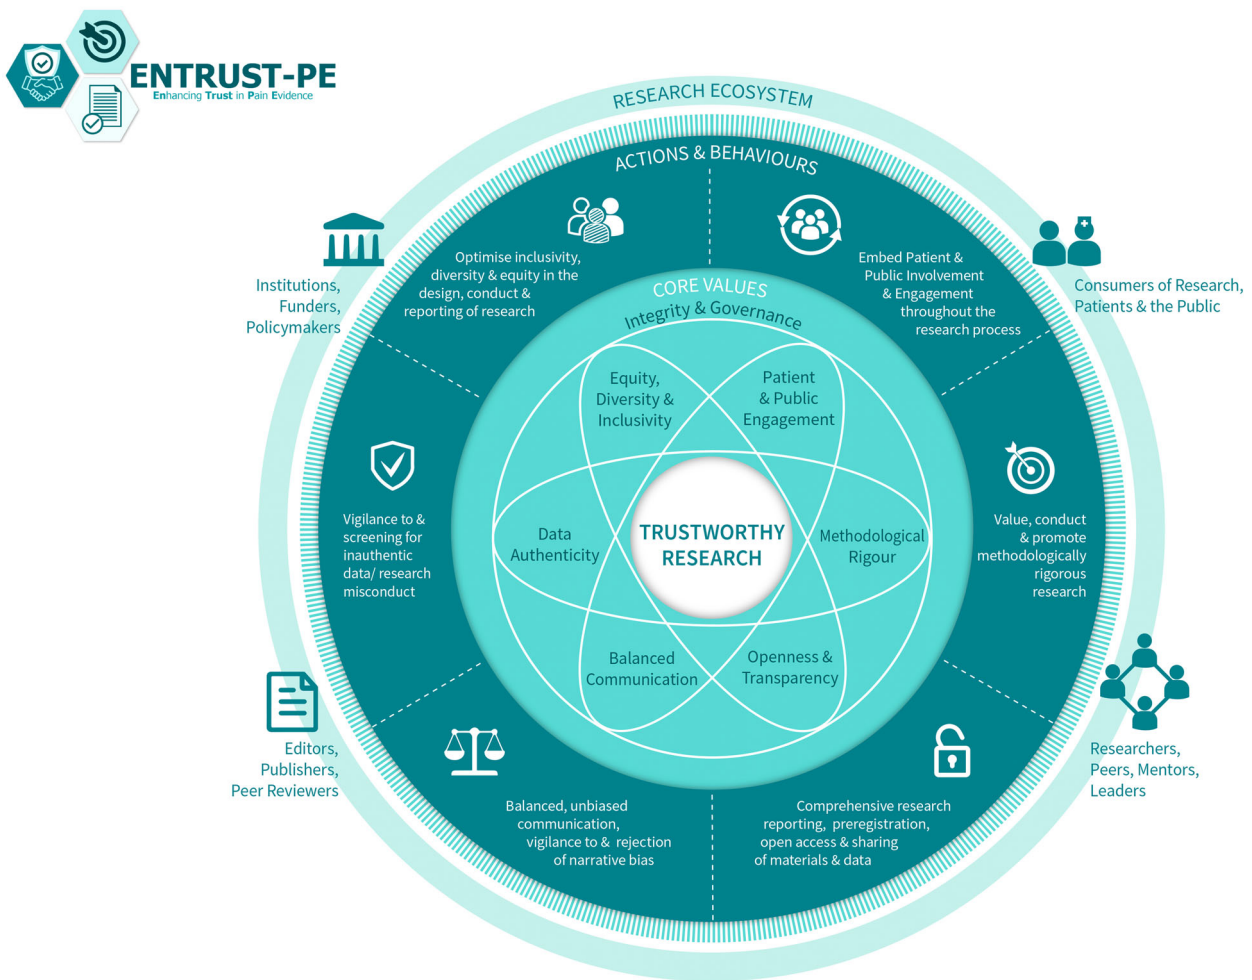 ENTRUST-PE
Enhancing Trust in Pain Evidence
RESEARCH ECOSYSTEM
ACTIONS & BEHAVIOURS
Optimise inclusivity,
diversity & equity in the
design, conduct &
reporting of research
Embed Patient &
Public Involvement
& Engagement
throughout the
research process
Institutions,
Funders,
Policymakers
Consumers of Research,
Patients & the Public
CORE VALUES
Integrity & Governance
Equity,
Diversity &
Inclusivity
Patient
& Public
Engagement
Vigilance to &
screening for
inauthentic
data/ research
misconduct
Data
Authenticity
TRUSTWORTHY
RESEARCH
Methodological
Rigour
Value, conduct
& promote
methodologically
rigorous
research
Balanced
Communication
Openness &
Transparency
Editors,
Publishers,
Peer Reviewers
Researchers,
Peers, Mentors,
Leaders
Balanced, unbiased
communication,
vigilance to & rejection
of narrative bias
Comprehensive research
reporting, preregistration,
open access & sharing
of materials & data